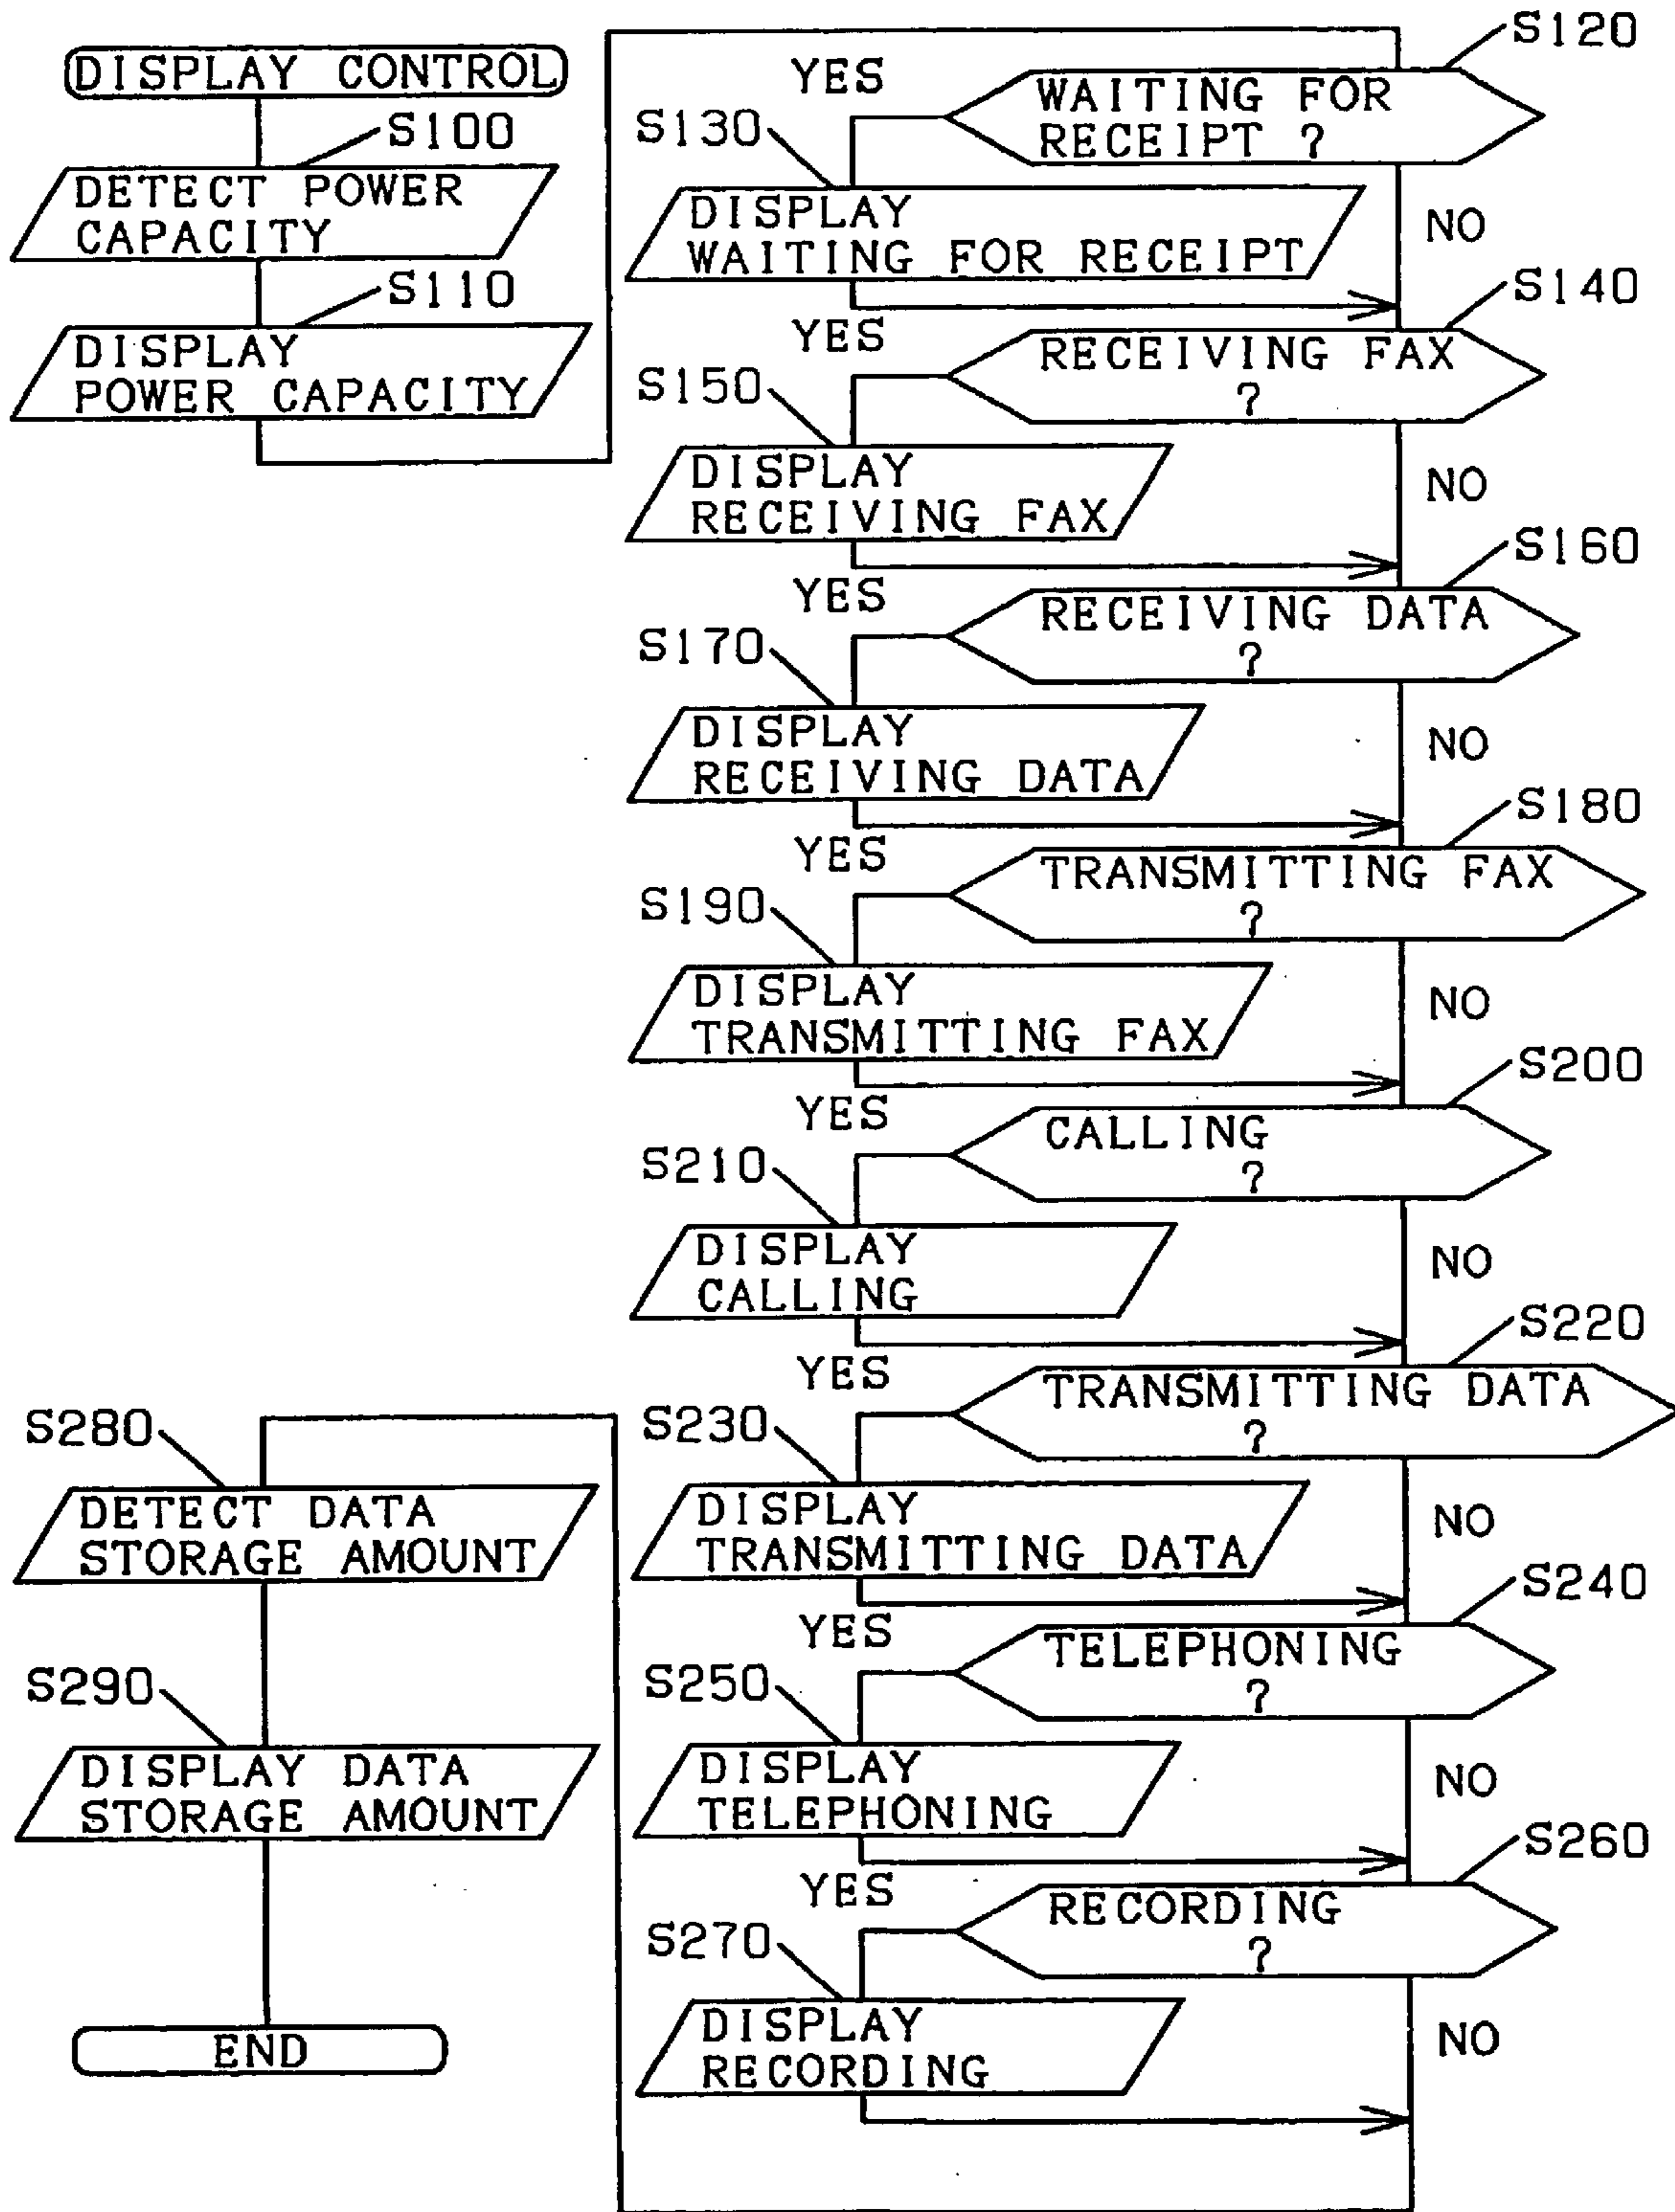 DISPLAY CONTROL
S100
DETECT POWER
CAPACITY
S110
DISPLAY
POWER CAPACITY
S120
WAITING FOR
RECEIPT ?
YES
NO
S130
DISPLAY
WAITING FOR RECEIPT
S140
RECEIVING FAX
?
YES
NO
S150
DISPLAY
RECEIVING FAX
S160
RECEIVING DATA
?
YES
NO
S170
DISPLAY
RECEIVING DATA
S180
TRANSMITTING FAX
?
YES
NO
S190
DISPLAY
TRANSMITTING FAX
S200
CALLING
?
YES
NO
S210
DISPLAY
CALLING
S220
TRANSMITTING DATA
?
YES
NO
S230
DISPLAY
TRANSMITTING DATA
S240
TELEPHONING
?
YES
NO
S250
DISPLAY
TELEPHONING
S260
RECORDING
?
YES
NO
S270
DISPLAY
RECORDING
S280
DETECT DATA
STORAGE AMOUNT
S290
DISPLAY DATA
STORAGE AMOUNT
END